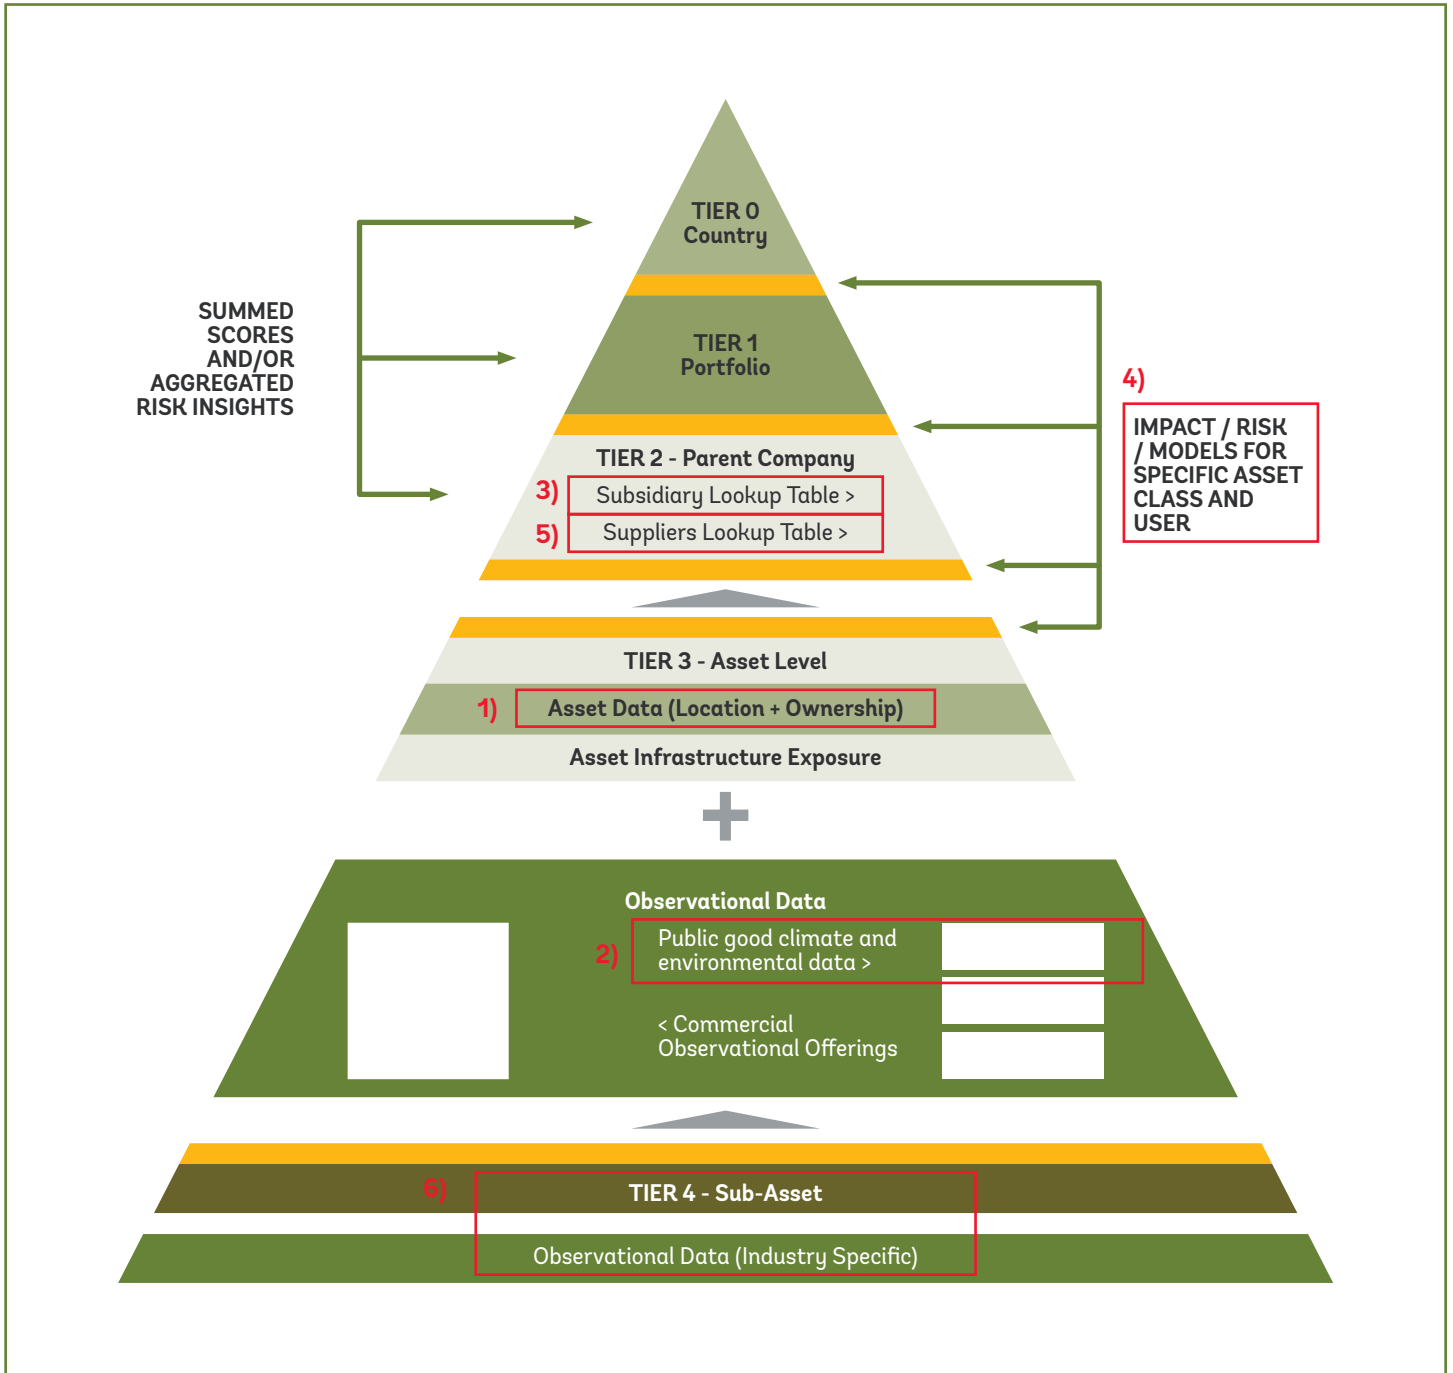 TIER 0
Country
SUMMED
SCORES
AND/OR
AGGREGATED
RISK INSIGHTS
TIER 1
Portfolio
4)
IMPACT / RISK
/ MODELS FOR
SPECIFIC ASSET
CLASS AND
USER
TIER 2 - Parent Company
3)
Subsidiary Lookup Table >
5)
Suppliers Lookup Table >
TIER 3 - Asset Level
1)
Asset Data (Location + Ownership)
Asset Infrastructure Exposure
Observational Data
2)
Public good climate and
environmental data >
< Commercial
Observational Offerings
6)
TIER 4 - Sub-Asset
Observational Data (Industry Specific)